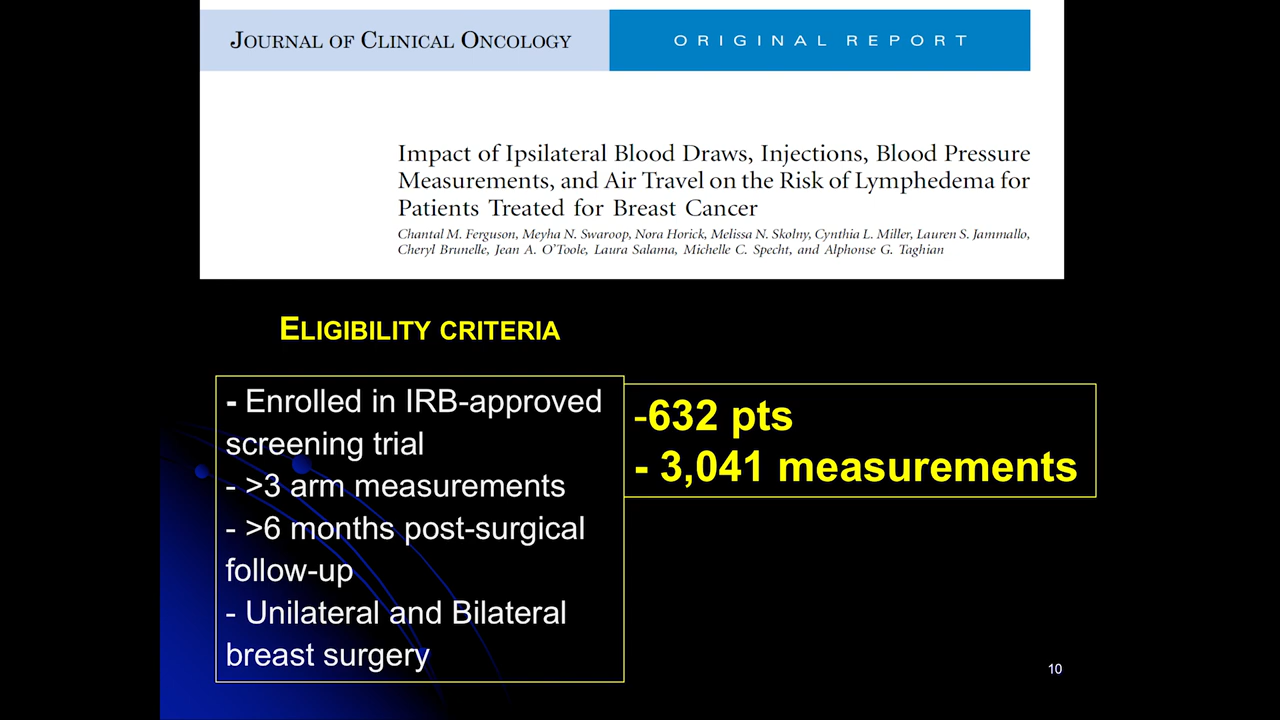 JOURNAL OF CLINICAL ONCOLOGY
ORIGINAL REPORT
Impact of Ipsilateral Blood Draws, Injections, Blood Pressure
Measurements, and Air Travel on the Risk of Lymphedema for
Patients Treated for Breast Cancer
Chantal M. Ferguson, Meyha N. Swaroop, Nora Horick, Melissa N. Skolny, Cynthia L. Miller, Lauren S. Jammallo,
Cheryl Brunelle, Jean A. O'Toole, Laura Salama, Michelle C. Specht, and Alphonse G. Taghian
ELIGIBILITY CRITERIA
- Enrolled in IRB-approved
screening trial
- >3 arm measurements
- >6 months post-surgical
follow-up
- Unilateral and Bilateral
breast surgery
-632 pts
- 3,041 measurements
10